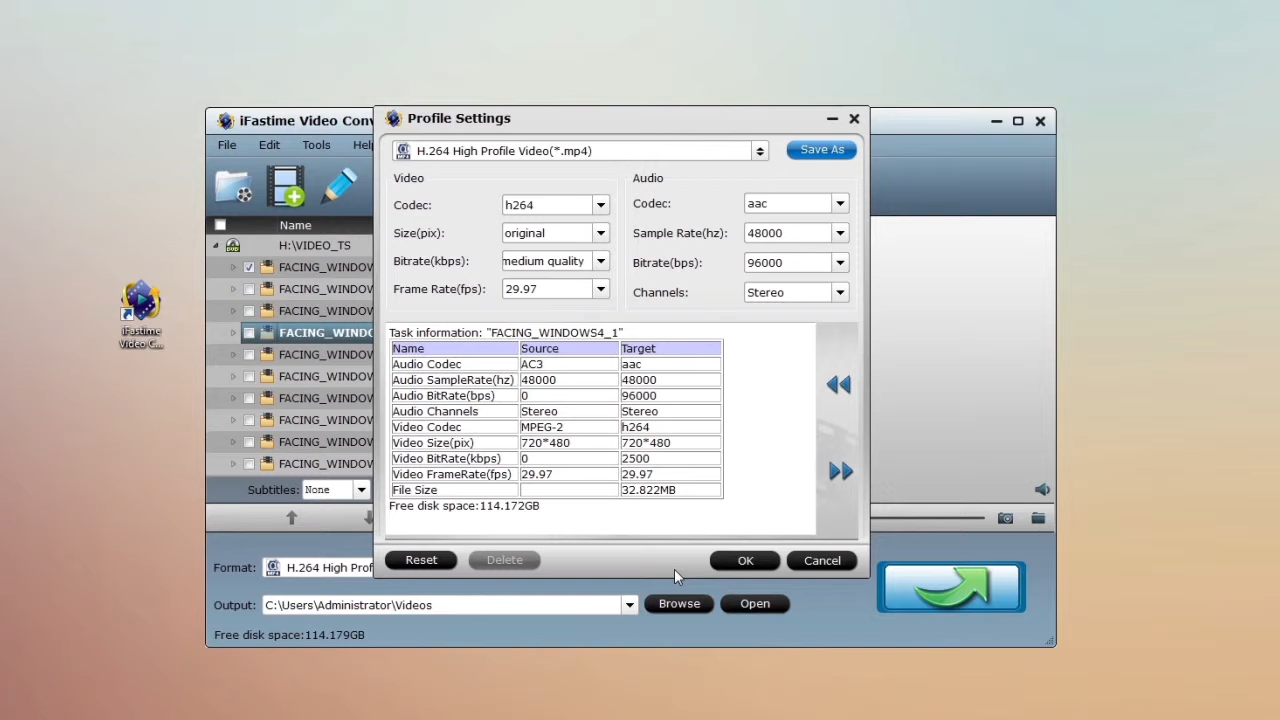 iFastime Video Conv
File Edit Tools Help
Name
H:\VIDEO_TS
FACING_WINDOW
FACING_WINDOW
FACING_WINDOW
FACING_WINDO
FACING_WINDOW
FACING_WINDOW
FACING_WINDOW
FACING_WINDOW
FACING_WINDOW
FACING_WINDOW
Subtitles: None
iFastime
Video C...
Profile Settings
H.264 High Profile Video(*.mp4) Save As
Video
Codec: h264
Size(pix): original
Bitrate(kbps): medium quality
Frame Rate(fps): 29.97
Audio
Codec: aac
Sample Rate(hz): 48000
Bitrate(bps): 96000
Channels: Stereo
Task information: "FACING_WINDOWS4_1"
Name Source Target
Audio Codec AC3 aac
Audio SampleRate(hz) 48000 48000
Audio BitRate(bps) 0 96000
Audio Channels Stereo Stereo
Video Codec MPEG-2 h264
Video Size(pix) 720*480 720*480
Video BitRate(kbps) 0 2500
Video FrameRate(fps) 29.97 29.97
File Size 32.822MB
Free disk space:114.172GB
Reset Delete OK Cancel
Format: H.264 High Prof
Output: C:\Users\Administrator\Videos Browse Open
Free disk space:114.179GB